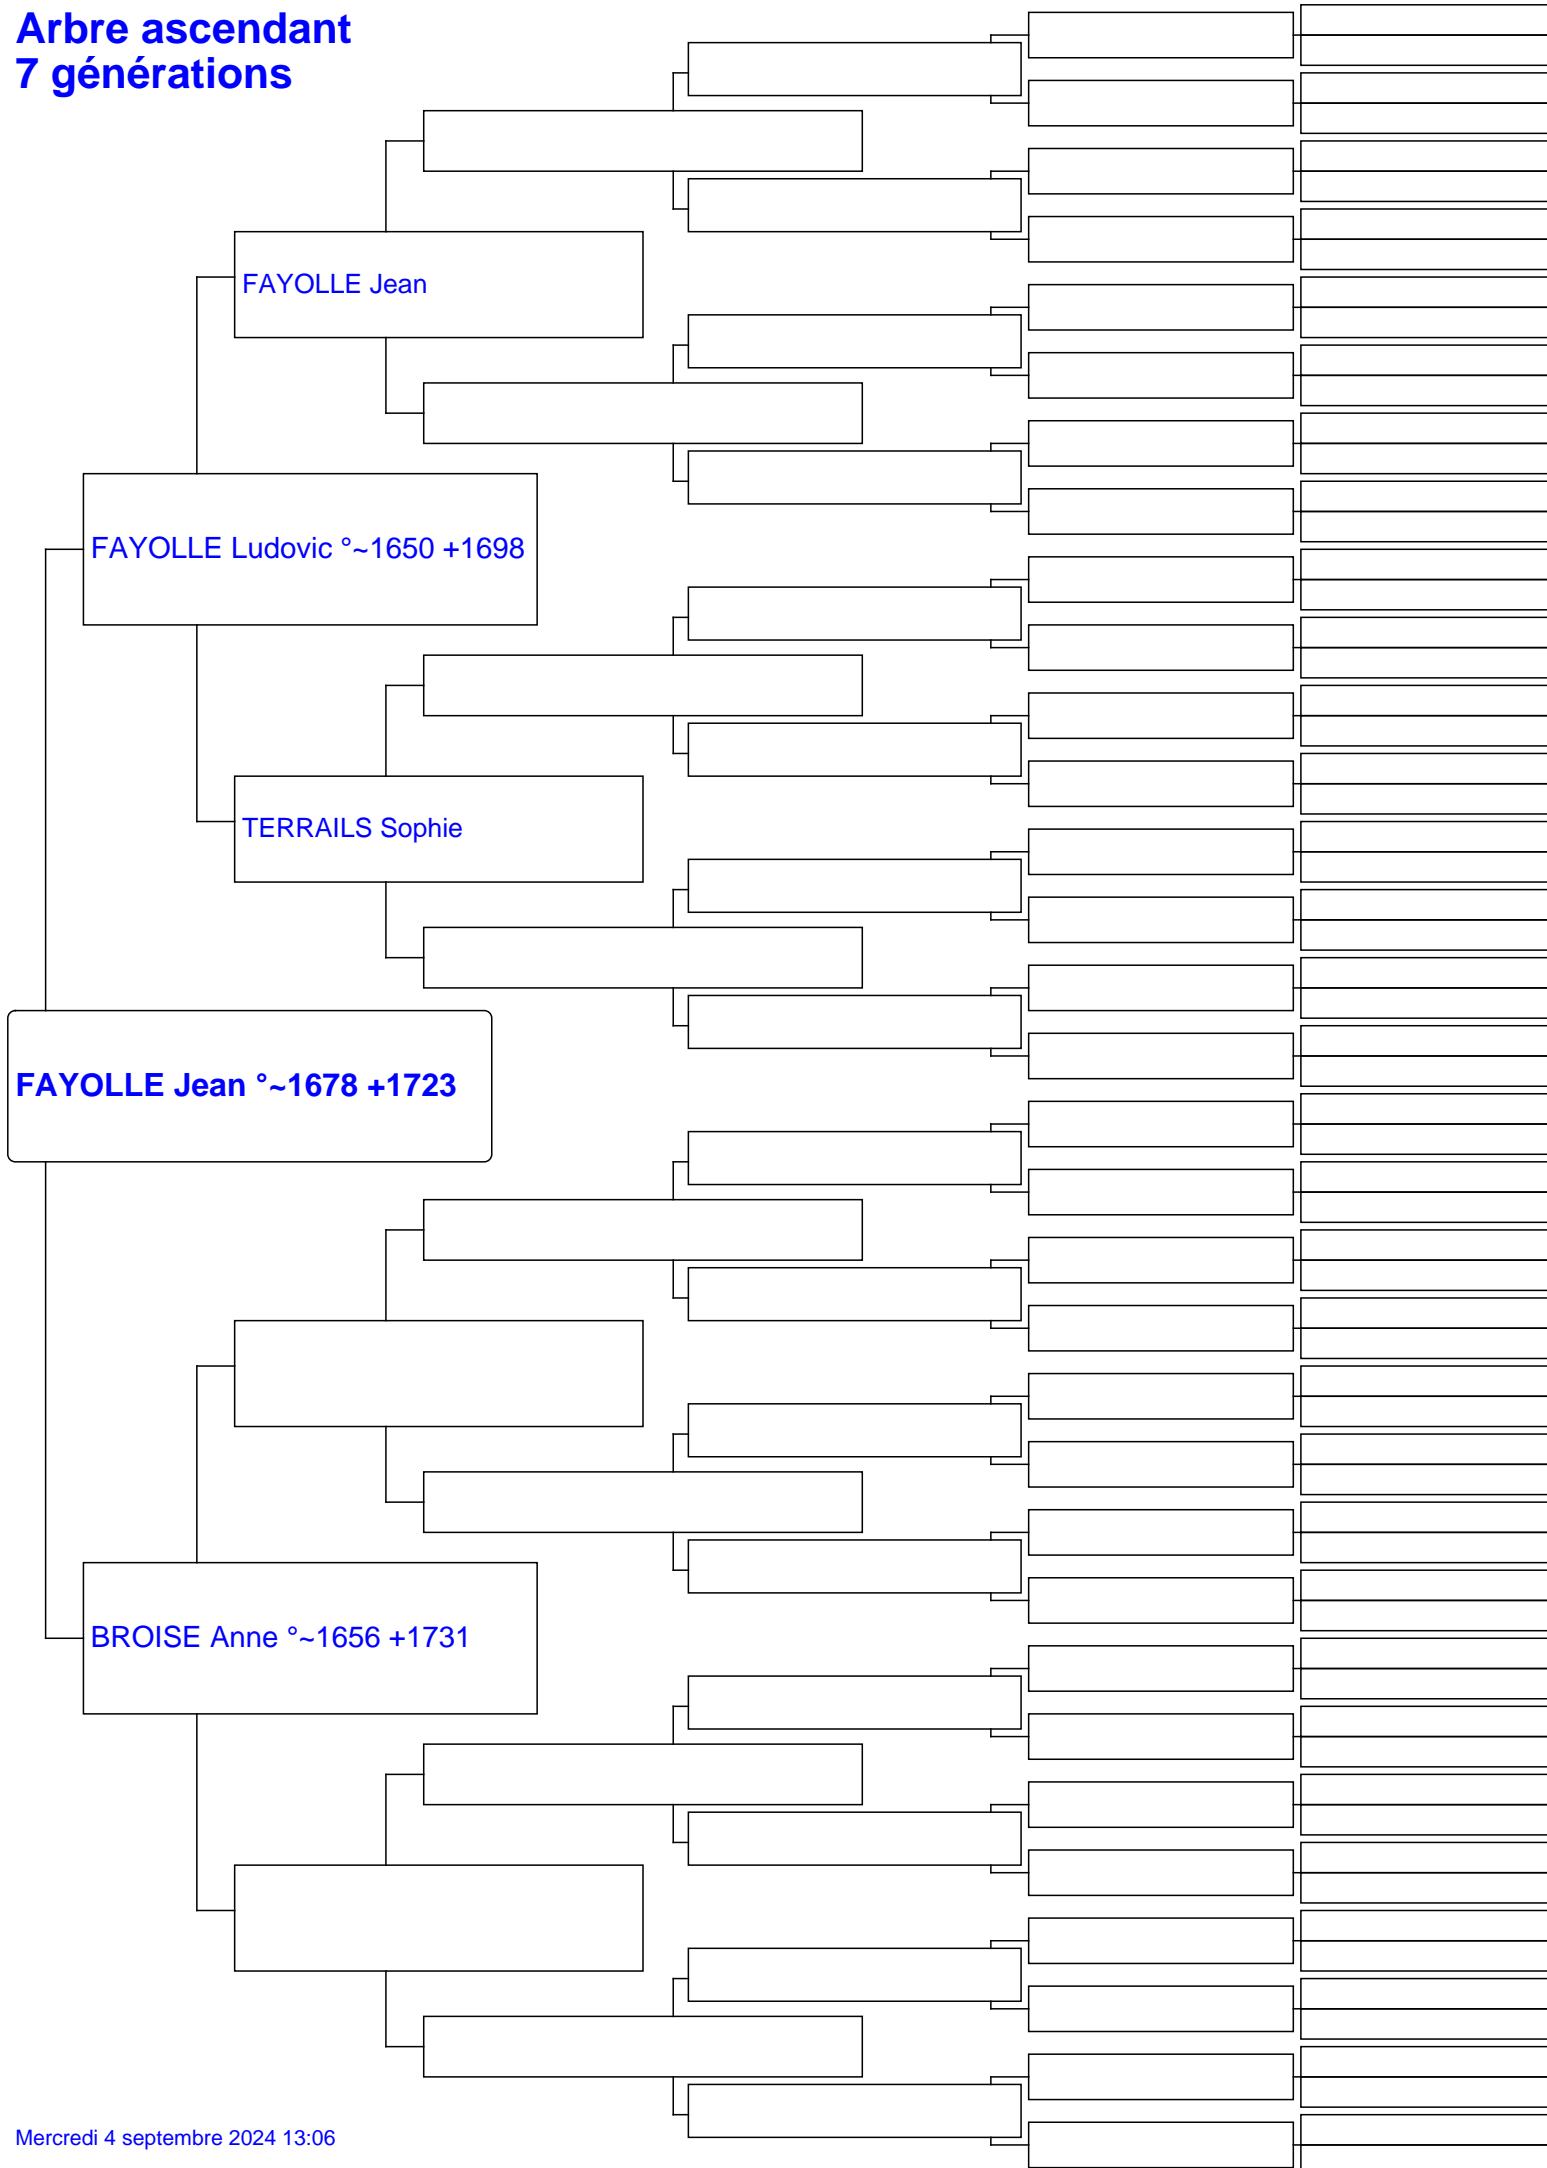 Arbre ascendant
7 générations
FAYOLLE Jean
FAYOLLE Ludovic °~1650 +1698
TERRAILS Sophie
FAYOLLE Jean °~1678 +1723
BROISE Anne °~1656 +1731
Mercredi 4 septembre 2024 13:06